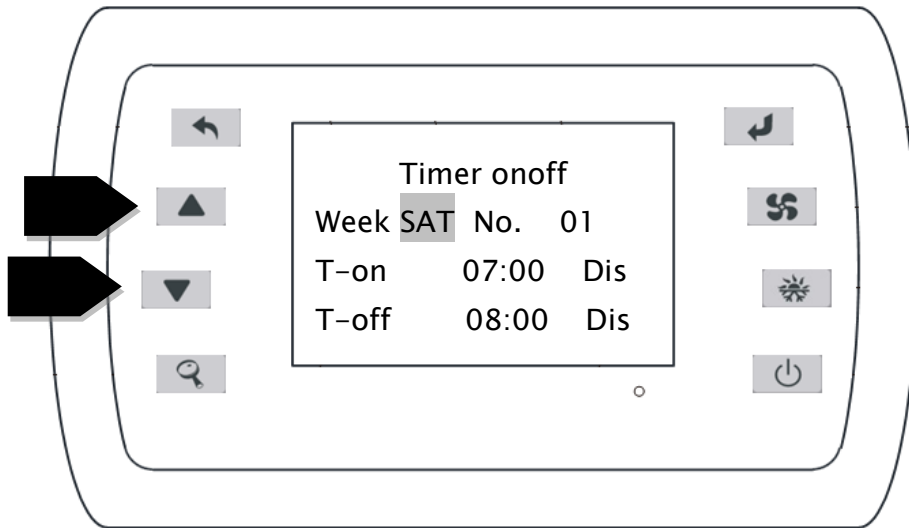 Timer onoff
Week SAT No. 01
T-on 07:00 Dis
T-off 08:00 Dis